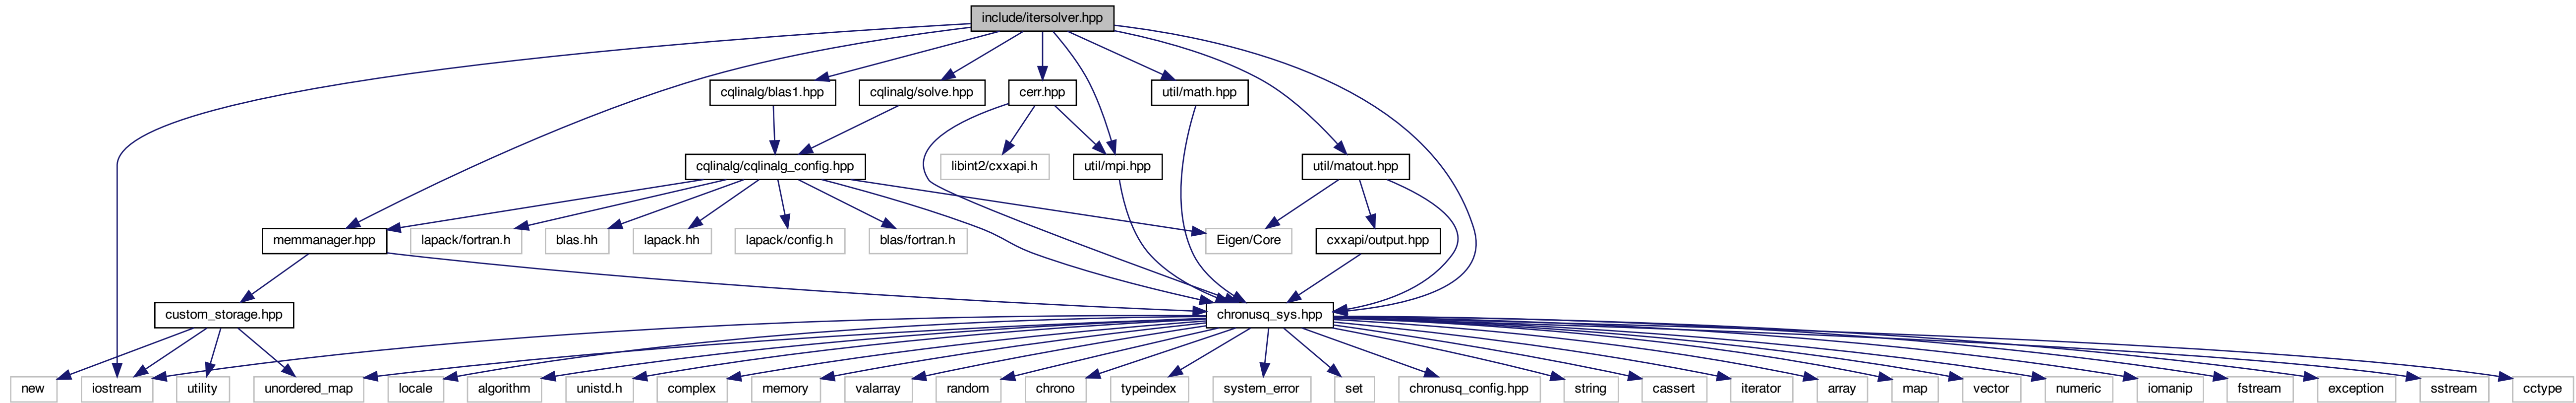 include/itersolver.hpp
cqlinalg/blas1.hpp
cqlinalg/solve.hpp
cerr.hpp
util/math.hpp
cqlinalg/cqlinalg_config.hpp
libint2/cxxapi.h
util/mpi.hpp
util/matout.hpp
memmanager.hpp
lapack/fortran.h
blas.hh
lapack.hh
lapack/config.h
blas/fortran.h
Eigen/Core
cxxapi/output.hpp
custom_storage.hpp
chronusq_sys.hpp
new
iostream
utility
unordered_map
locale
algorithm
unistd.h
complex
memory
valarray
random
chrono
typeindex
system_error
set
chronusq_config.hpp
string
cassert
iterator
array
map
vector
numeric
iomanip
fstream
exception
sstream
cctype